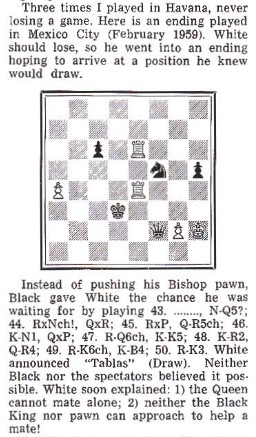 Three times I played in Havana, never
losing a game. Here is an ending played
in Mexico City (February 1959). White
should lose, so he went into an ending
hoping to arrive at a position he knew
would draw.
Instead of pushing his Bishop pawn,
Black gave White the chance he was
waiting for by playing 43. ........, N-Q5?;
44. RxNch!, QxR; 45. RxP, Q-R5ch; 46.
K-N1, QxP; 47. R-Q6ch, K-K5; 48. K-R2,
Q-R4; 49. R-K6ch, K-B4; 50. R-K3. White
announced "Tablas" (Draw). Neither
Black nor the spectators believed it pos-
sible. White soon explained: 1) the Queen
cannot mate alone; 2) neither the Black
King nor pawn can approach to help a
mate!